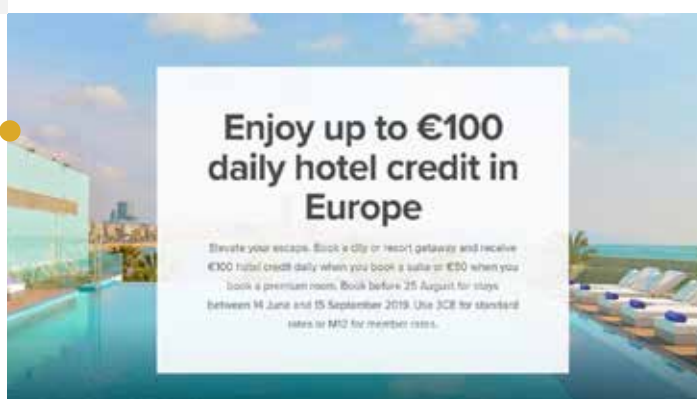 Enjoy up to €100
daily hotel credit in
Europe
Elevate your escape. Book a city or resort getaway and receive
€100 hotel credit daily when you book a suite or €50 when you
book a premium room. Book before 25 August for stays
between 14 June and 15 September 2019. Use 3C8 for standard
rates or M12 for member rates.